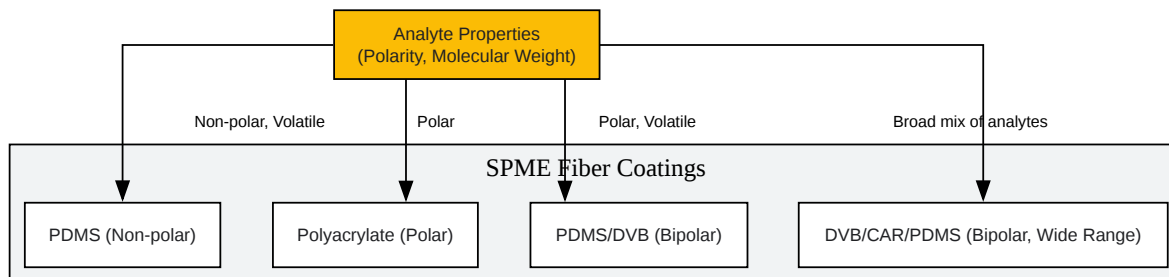 Analyte Properties
(Polarity, Molecular Weight)
Non-polar, Volatile
Polar
Polar, Volatile
Broad mix of analytes
SPME Fiber Coatings
PDMS (Non-polar)
Polyacrylate (Polar)
PDMS/DVB (Bipolar)
DVB/CAR/PDMS (Bipolar, Wide Range)